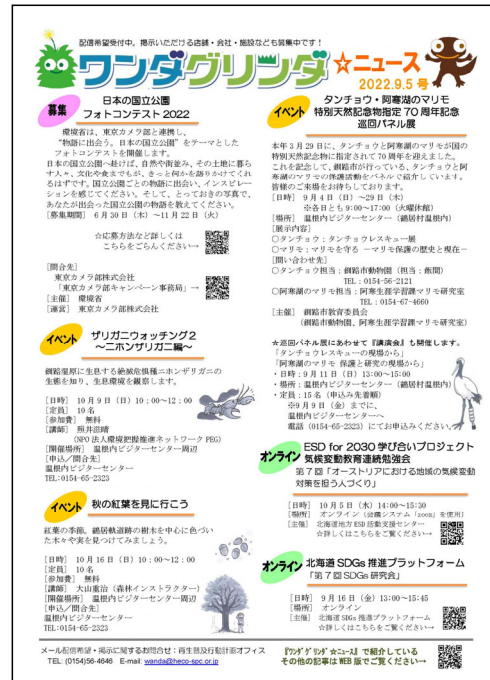 配信希望受付中。掲示いただける店舗・会社・施設なども募集中です！
ワンダグリンダ☆ニュース
2022.9.5 号
募集
日本の国立公園
フォトコンテスト 2022
環境省は、東京カメラ部と連携し、
"物語に出会う。日本の国立公園"をテーマとした
フォトコンテストを開催します。
日本の国立公園へ赴けば、自然や街並み、その土地に暮ら
す人々、文化や食までもが、きっと何かを語りかけてくれ
るはずです。国立公園ごとの物語に出会い、インスピレー
ションを感じてください。そして、とっておきの写真で、
あなたが出会った国立公園の物語を教えてください。
［募集期間］ 6月30日（木）～11月22日（火）
☆応募方法など詳しくは
こちらをごらんください→
［問合先］
東京カメラ部株式会社
「東京カメラ部キャンペーン事務局」→
［主催］ 環境省
［運営］ 東京カメラ部株式会社
イベント
ザリガニウォッチング2
～ニホンザリガニ編～
釧路湿原に生息する絶滅危惧種ニホンザリガニの
生態を知り、生息環境を観察します。
［日時］ 10月9日（日）10：00～12：00
［定員］ 10名
［参加費］ 無料
［講師］ 照井滋晴
（NPO法人環境把握推進ネットワークPEG）
［開催場所］ 温根内ビジターセンター周辺
［申込／問合先］
温根内ビジターセンター
TEL:0154-65-2323
イベント
秋の紅葉を見に行こう
紅葉の季節。鶴居軌道跡の樹木を中心に色づい
た木々や実を見つけてみましょう。
［日時］ 10月16日（日）10：00～12：00
［定員］ 10名
［参加費］ 無料
［講師］ 大山重治（森林インストラクター）
［開催場所］ 温根内ビジターセンター周辺
［申込／問合先］
温根内ビジターセンター
TEL:0154-65-2323
イベント
タンチョウ・阿寒湖のマリモ
特別天然記念物指定70周年記念
巡回パネル展
本年3月29日に、タンチョウと阿寒湖のマリモが国の
特別天然記念物に指定されて70周年を迎えました。
これを記念して、釧路市が行っている、タンチョウと阿
寒湖のマリモの保護活動をパネルで紹介しています。
皆様のご来場をお待ちしております。
［日時］ 9月4日（日）～29日（木）
※各日とも9:00～17:00（火曜休館）
［場所］ 温根内ビジターセンター（鶴居村温根内）
［展示内容］
○タンチョウ：タンチョウレスキュー展
○マリモ：マリモを守る －マリモ保護の歴史と現在－
［問い合わせ先］
○タンチョウ担当：釧路市動物園（担当：飯間）
TEL：0154-56-2121
○阿寒湖のマリモ担当：阿寒生涯学習課マリモ研究室
TEL：0154-67-4660
［主催］ 釧路市教育委員会
（釧路市動物園、阿寒生涯学習課マリモ研究室）
★巡回パネル展にあわせて『講演会』も開催します。
「タンチョウレスキューの現場から」
「阿寒湖のマリモ 保護と研究の現場から」
・日時：9月11日（日）13:00～15:00
・場所：温根内ビジターセンター（鶴居村温根内）
・定員：15名（申込み先着順）
※9月9日（金）までに、
温根内ビジターセンターへ
電話（0154-65-2323）にてお申込みください。
オンライン
ESD for 2030 学び合いプロジェクト
気候変動教育連続勉強会
第7回「オーストリアにおける地域の気候変動
対策を担う人づくり」
［日時］ 10月5日（水）14:00～15:30
［場所］ オンライン（会議システム「zoom」を使用）
［主催］ 北海道地方ESD活動支援センター
☆詳しくはこちらをご覧ください→
オンライン
北海道 SDGs 推進プラットフォーム
「第7回SDGs研究会」
［日時］ 9月16日（金）13:00～15:45
［場所］ オンライン
［主催］ 北海道SDGs推進プラットフォーム
☆詳しくはこちらをご覧ください→
メール配信希望・掲示に関するお問合せ：再生普及行動計画オフィス
TEL: (0154)56-4646 E-mail: wanda@heco-spc.or.jp
『ワンダグリンダ☆ニュース』で紹介している
その他の記事はWEB版でご覧ください→